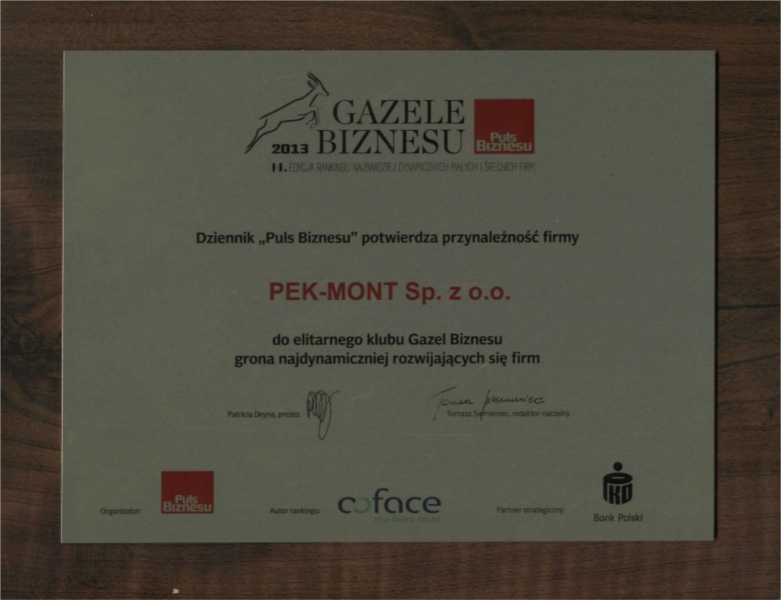 GAZELE
2013 BIZNESU
Puls
Biznesu
14. EDYCJA RANKINGU NAJBARDZIEJ DYNAMICZNYCH MAŁYCH I ŚREDNICH FIRM
Dziennik „Puls Biznesu” potwierdza przynależność firmy
PEK-MONT Sp. z o.o.
do elitarnego klubu Gazel Biznesu
grona najdynamiczniej rozwijających się firm
Patricia Deyna, prezes
Tomasz Siemieniec, redaktor naczelny
Organizator:
Puls
Biznesu
Autor rankingu:
coface
Partner strategiczny:
PKO
Bank Polski